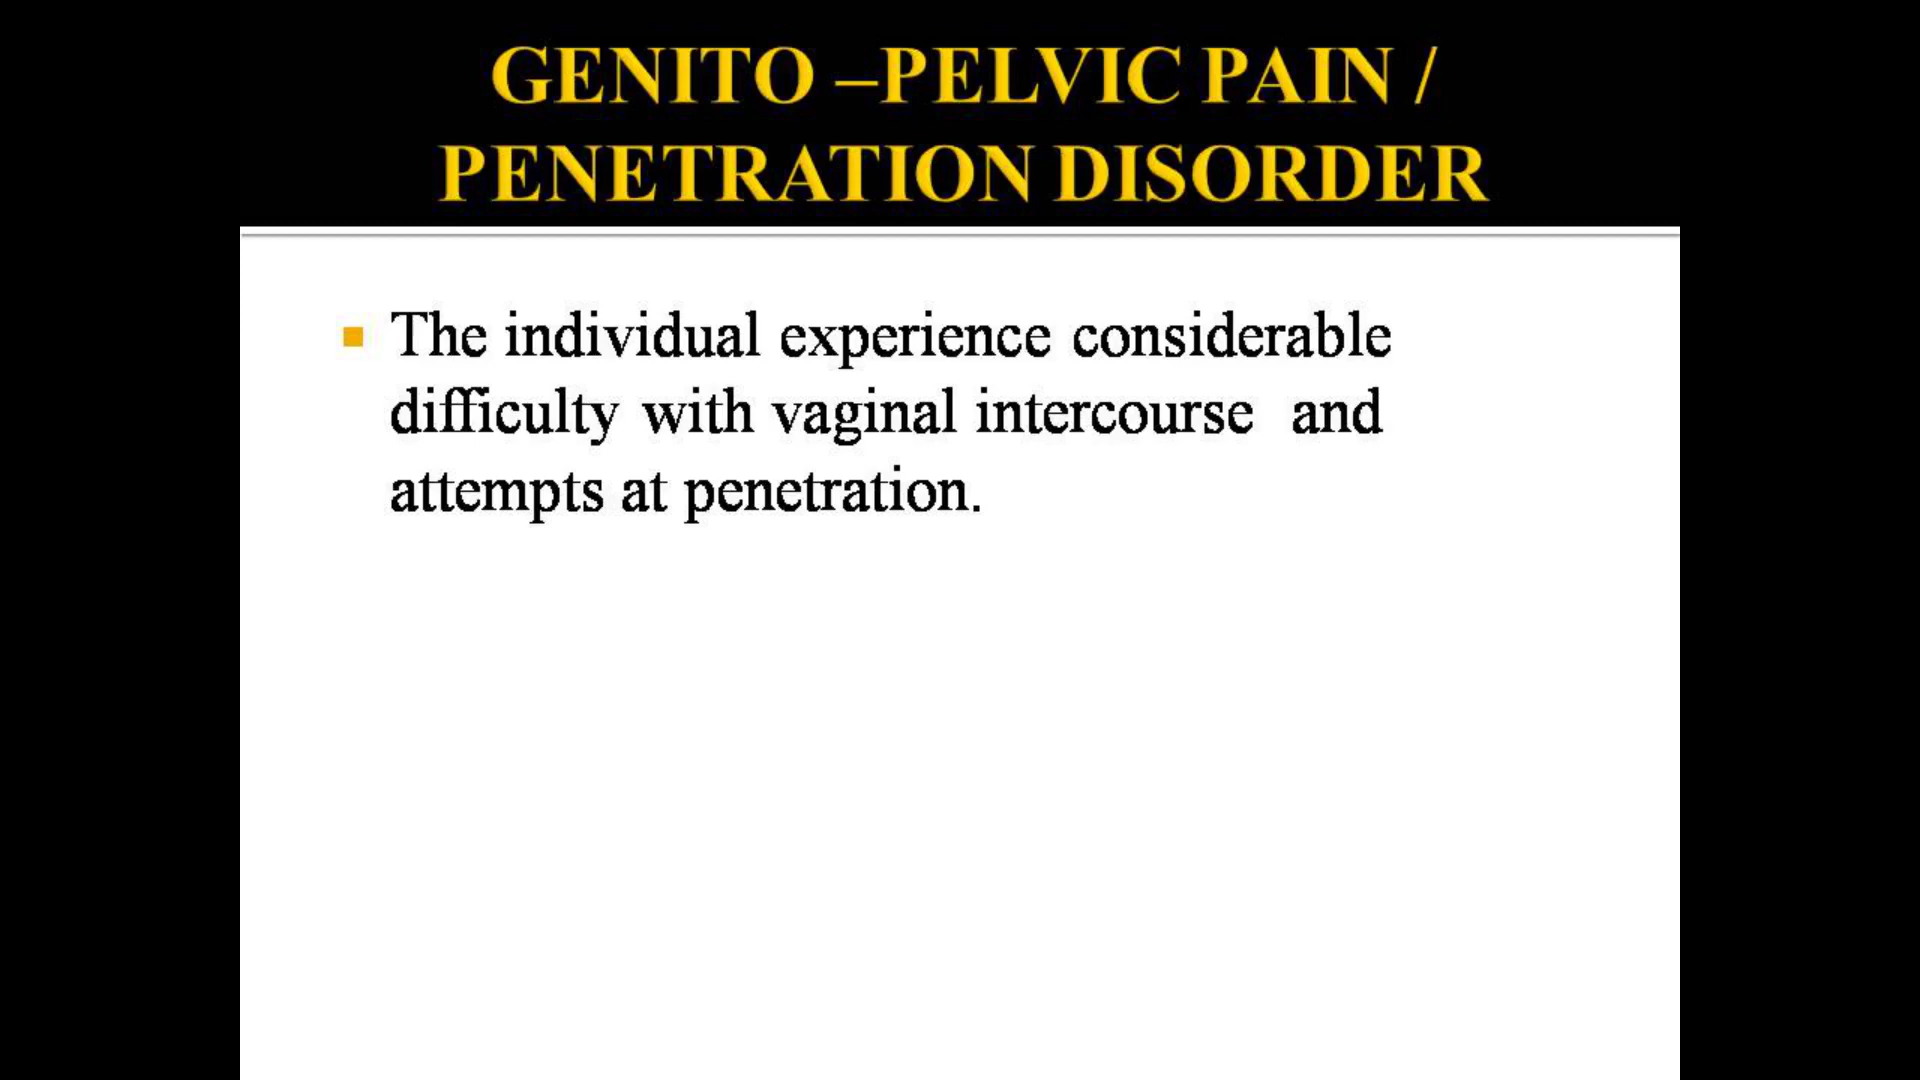 GENITO –PELVIC PAIN /
PENETRATION DISORDER
The individual experience considerable
difficulty with vaginal intercourse  and
attempts at penetration.